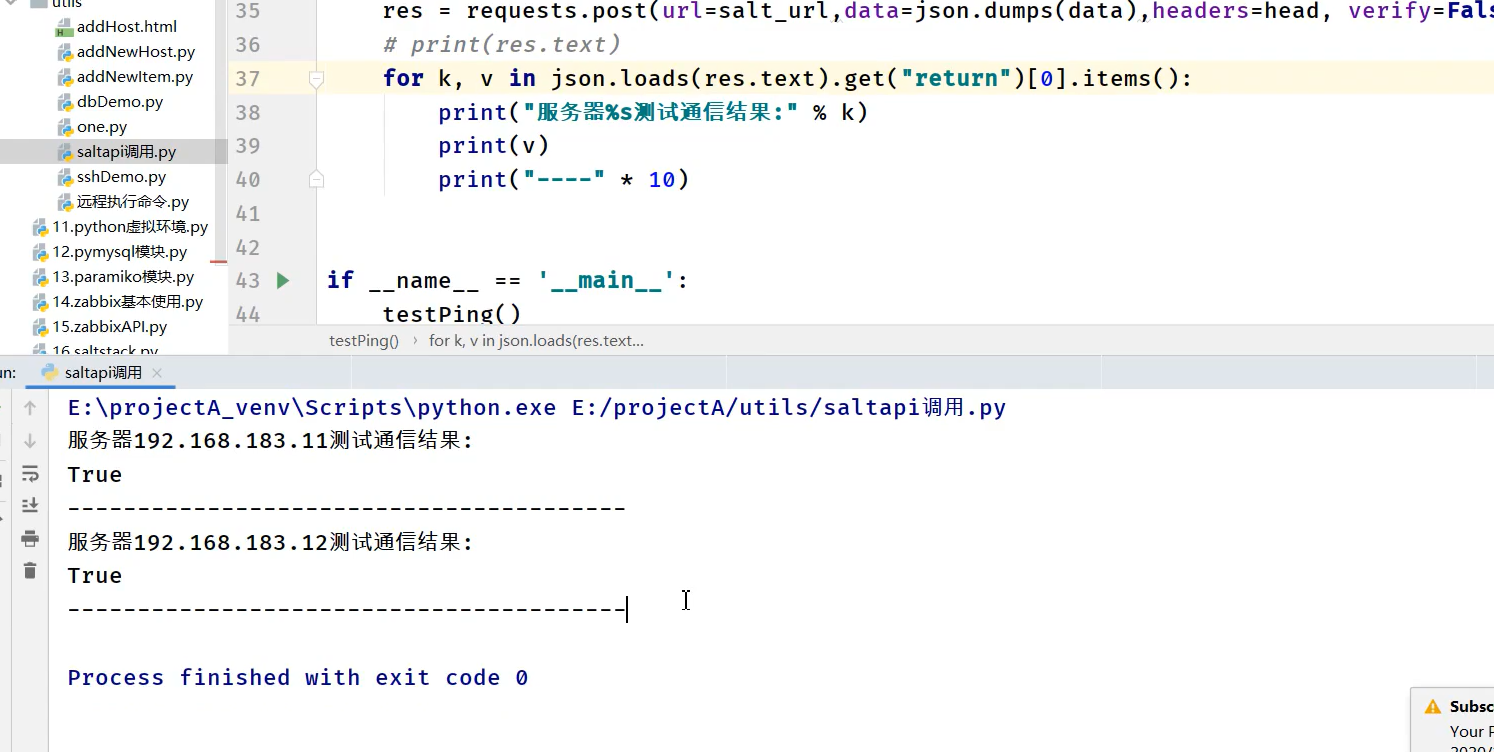 utils
addHost.html
addNewHost.py
addNewItem.py
dbDemo.py
one.py
saltapi调用.py
sshDemo.py
远程执行命令.py
11.python虚拟环境.py
12.pymysql模块.py
13.paramiko模块.py
14.zabbix基本使用.py
15.zabbixAPI.py
16.saltstack.py
35 res = requests.post(url=salt_url,data=json.dumps(data),headers=head, verify=Fals
36 # print(res.text)
37 for k, v in json.loads(res.text).get("return")[0].items():
38 print("服务器%s测试通信结果:" % k)
39 print(v)
40 print("----" * 10)
41
42
43 if __name__ == '__main__':
44 testPing()
testPing() › for k, v in json.loads(res.text...
un: saltapi调用 ×
E:\projectA_venv\Scripts\python.exe E:/projectA/utils/saltapi调用.py
服务器192.168.183.11测试通信结果:
True
----------------------------------------
服务器192.168.183.12测试通信结果:
True
----------------------------------------
Process finished with exit code 0
Subsc
Your P